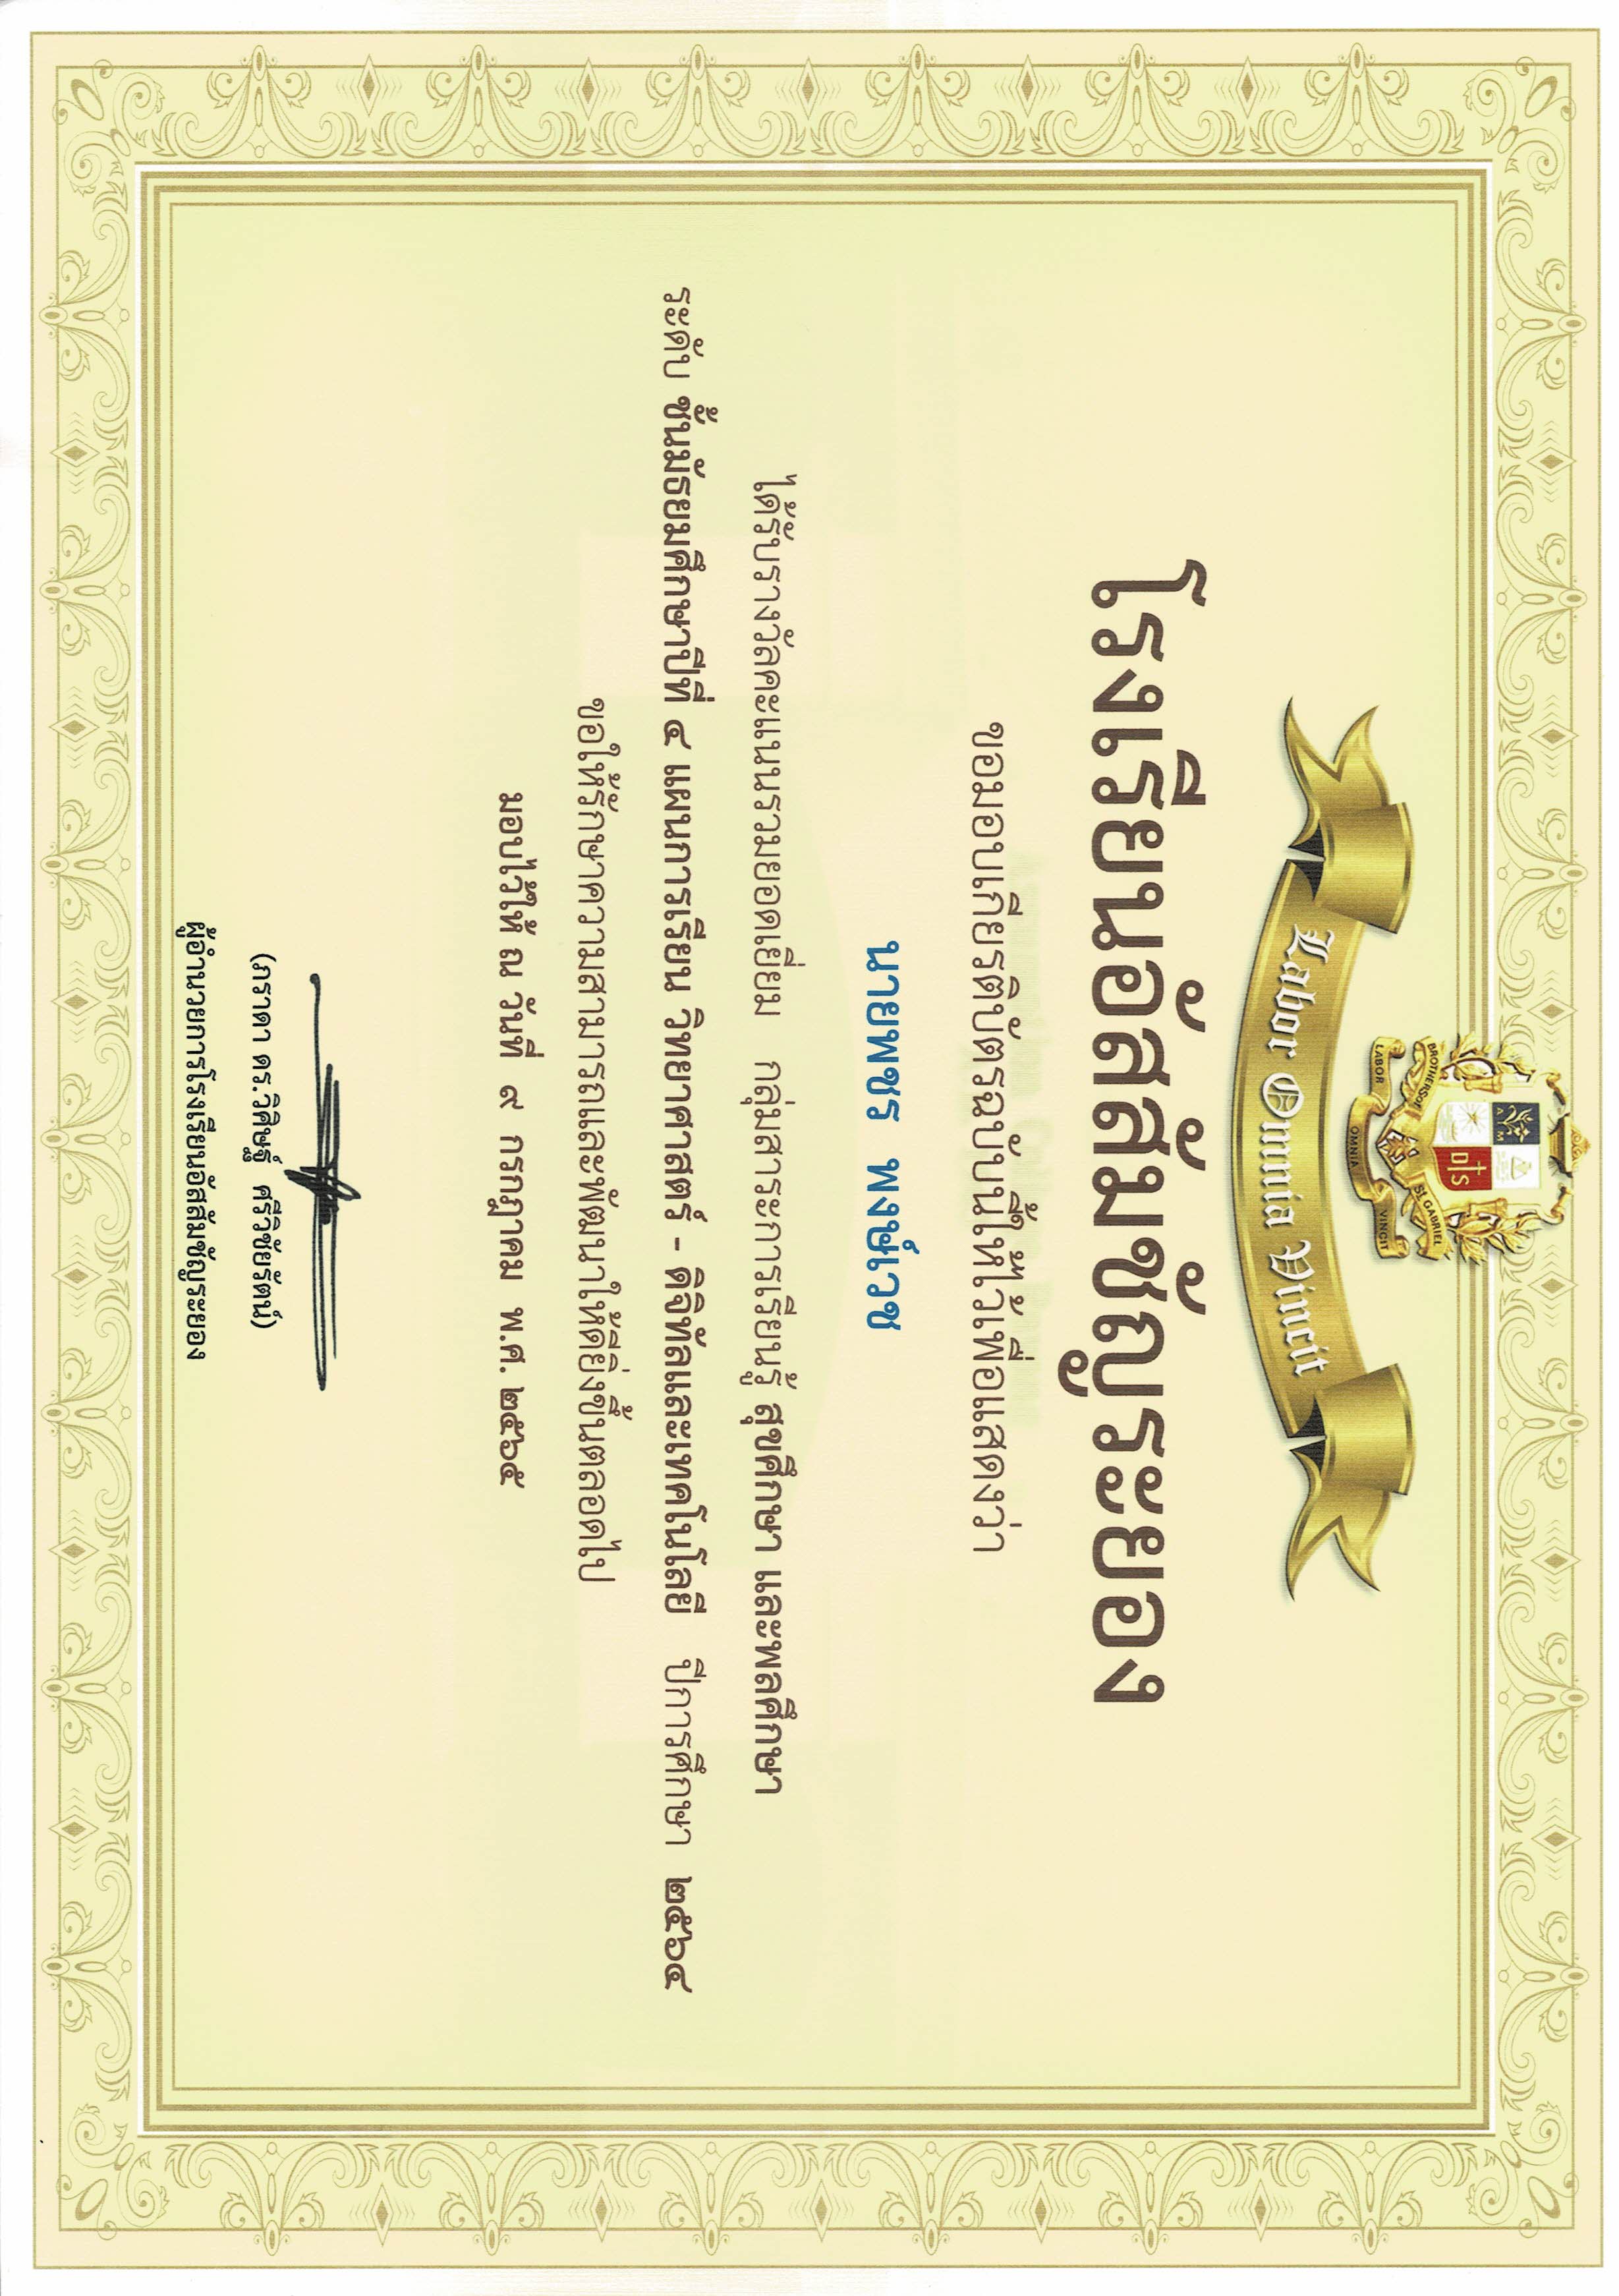 A M
D S
BROTHERS of St. GABRIEL
LABOR OMNIA VINCIT
Labor Omnia Vincit
โรงเรียนอัสสัมชัญระยอง
ขอมอบเกียรติบัตรฉบับนี้ให้ไว้เพื่อแสดงว่า
นายพชร พงษ์เวช
ได้รับรางวัลคะแนนรวมยอดเยี่ยม กลุ่มสาระการเรียนรู้ สุขศึกษา และพลศึกษา
ระดับ ชั้นมัธยมศึกษาปีที่ ๔ แผนการเรียน วิทยาศาสตร์ - ดิจิทัลและเทคโนโลยี ปีการศึกษา ๒๕๖๔
ขอให้รักษาความสามารถและพัฒนาให้ดียิ่งขึ้นตลอดไป
มอบไว้ให้ ณ วันที่ ๙ กรกฎาคม พ.ศ. ๒๕๖๕
(ภราดา ดร.วิศิษฐ์ ศรีวิชัยรัตน์)
ผู้อำนวยการโรงเรียนอัสสัมชัญระยอง